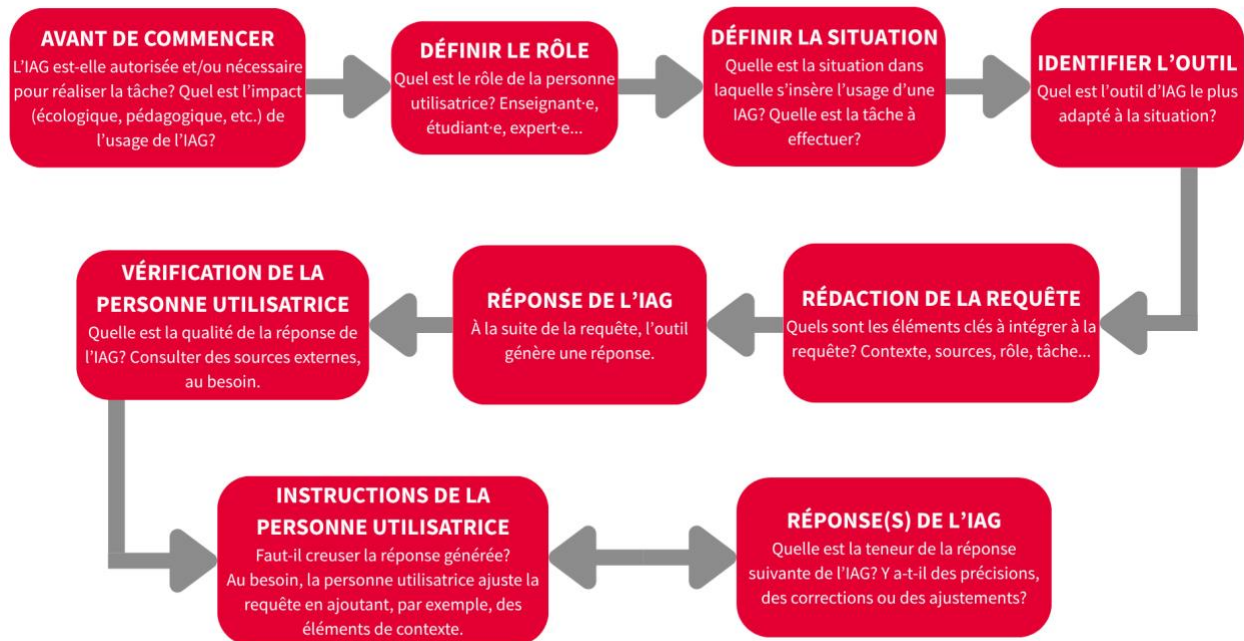 AVANT DE COMMENCER
L'IAG est-elle autorisée et/ou nécessaire
pour réaliser la tâche? Quel est l'impact
(écologique, pédagogique, etc.) de
l'usage de l'IAG?
DÉFINIR LE RÔLE
Quel est le rôle de la personne
utilisatrice? Enseignant·e,
étudiant·e, expert·e...
DÉFINIR LA SITUATION
Quelle est la situation dans
laquelle s'insère l'usage d'une
IAG? Quelle est la tâche à
effectuer?
IDENTIFIER L'OUTIL
Quel est l'outil d'IAG le plus
adapté à la situation?
RÉDACTION DE LA REQUÊTE
Quels sont les éléments clés à intégrer à la
requête? Contexte, sources, rôle, tâche...
RÉPONSE DE L'IAG
À la suite de la requête, l'outil
génère une réponse.
VÉRIFICATION DE LA
PERSONNE UTILISATRICE
Quelle est la qualité de la réponse de
l'IAG? Consulter des sources externes,
au besoin.
INSTRUCTIONS DE LA
PERSONNE UTILISATRICE
Faut-il creuser la réponse générée?
Au besoin, la personne utilisatrice ajuste la
requête en ajoutant, par exemple, des
éléments de contexte.
RÉPONSE(S) DE L'IAG
Quelle est la teneur de la réponse
suivante de l'IAG? Y a-t-il des précisions,
des corrections ou des ajustements?